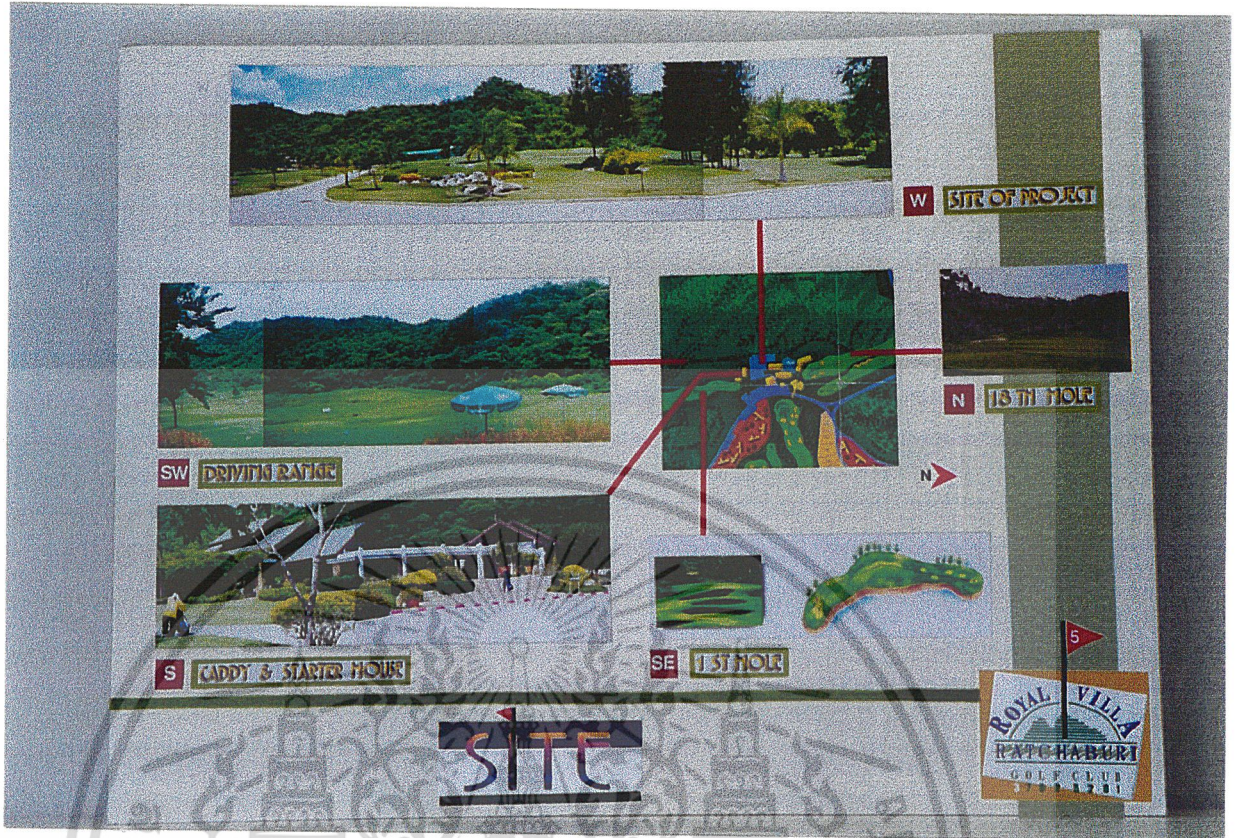 W SITE OF PROJECT
N 18 TH HOLE
SW DRIVING RANGE
N
S CADDY & STARTER HOUSE
SE 1 ST HOLE
5
SITE
ROYAL VILLA
RATCHABURI
GOLF CLUB